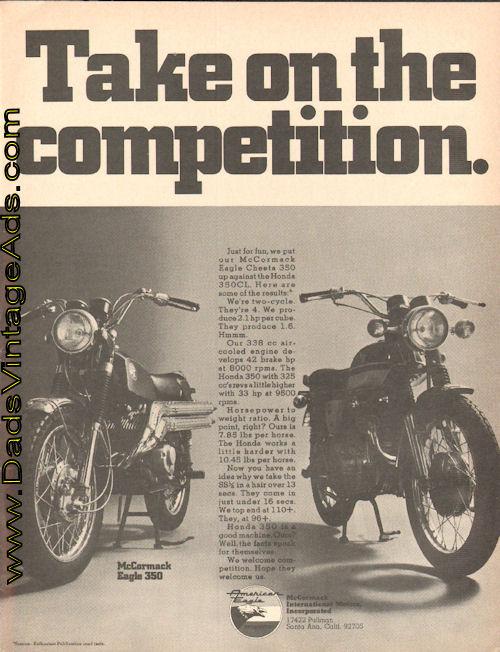 Take on the
competition.
www.DadsVintageAds.com
Just for fun, we put
our McCormack
Eagle Cheeta 350
up against the Honda
350CL. Here are
some of the results:*
We're two-cycle.
They're 4. We pro-
duce 2.1 hp per cube.
They produce 1.6.
Hmmm.
Our 338 cc air-
cooled engine de-
velops 42 brake hp
at 8000 rpms. The
Honda 350 with 325
cc's revs a little higher
with 33 hp at 9500
rpms.
Horsepower to
weight ratio. A big
point, right? Ours is
7.85 lbs per horse.
The Honda works a
little harder with
10.45 lbs per horse.
Now you have an
idea why we take the
SS¼ in a hair over 13
secs. They come in
just under 16 secs.
We top end at 110+.
They, at 96+.
Honda 350 is a
good machine. Ours?
Well, the facts speak
for themselves.
We welcome com-
petition. Hope they
welcome us.
McCormack
Eagle 350
American
Eagle
McCormack
International Motors,
Incorporated
17422 Pullman
Santa Ana, Calif. 92705